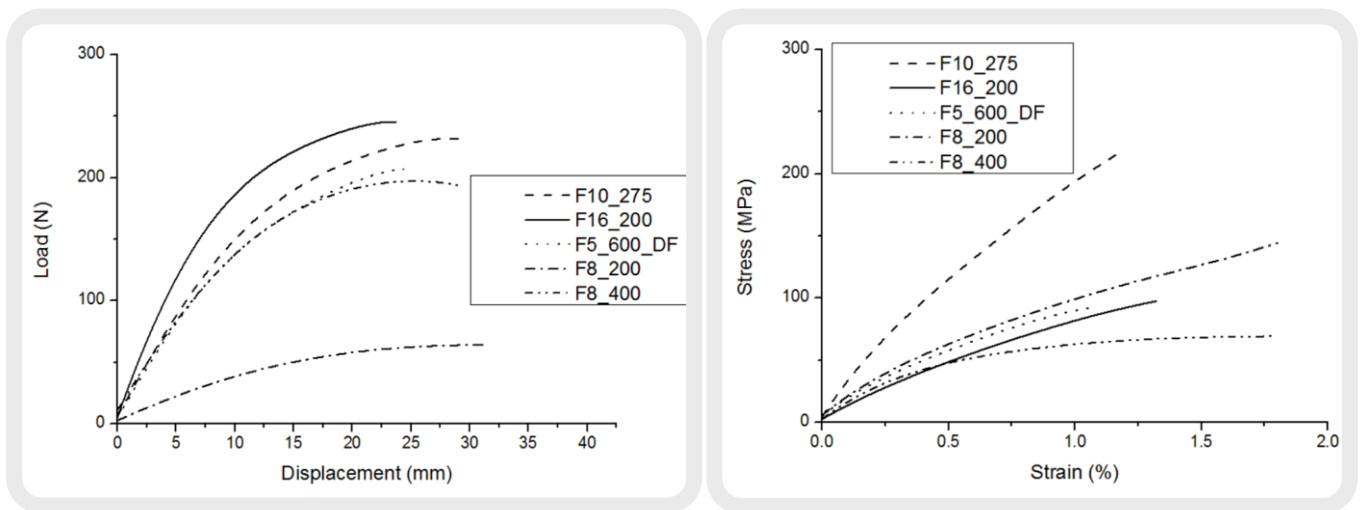 300
200
100
0
Load (N)
F10_275
F16_200
F5_600_DF
F8_200
F8_400
0 5 10 15 20 25 30 35 40
Displacement (mm)
300
200
100
0
Stress (MPa)
F10_275
F16_200
F5_600_DF
F8_200
F8_400
0.0 0.5 1.0 1.5 2.0
Strain (%)